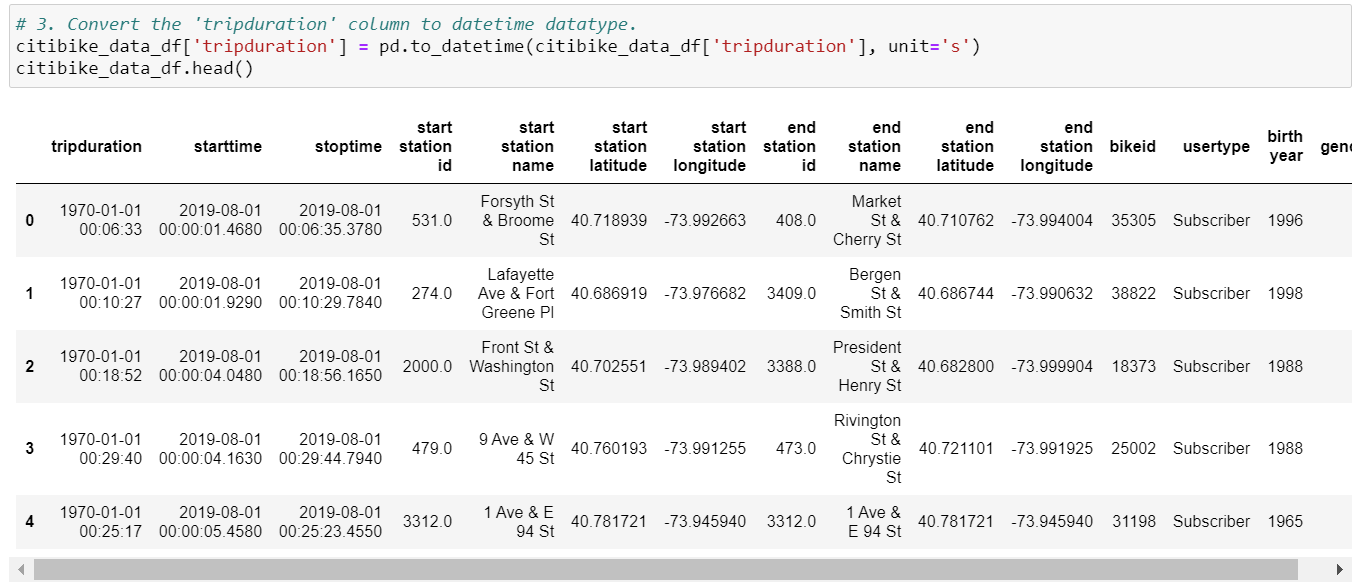 # 3. Convert the 'tripduration' column to datetime datatype.
citibike_data_df['tripduration'] = pd.to_datetime(citibike_data_df['tripduration'], unit='s')
citibike_data_df.head()
tripduration starttime stoptime start station id start station name start station latitude start station longitude end station id end station name end station latitude end station longitude bikeid usertype birth year gend
0 1970-01-01 00:06:33 2019-08-01 00:00:01.4680 2019-08-01 00:06:35.3780 531.0 Forsyth St & Broome St 40.718939 -73.992663 408.0 Market St & Cherry St 40.710762 -73.994004 35305 Subscriber 1996
1 1970-01-01 00:10:27 2019-08-01 00:00:01.9290 2019-08-01 00:10:29.7840 274.0 Lafayette Ave & Fort Greene Pl 40.686919 -73.976682 3409.0 Bergen St & Smith St 40.686744 -73.990632 38822 Subscriber 1998
2 1970-01-01 00:18:52 2019-08-01 00:00:04.0480 2019-08-01 00:18:56.1650 2000.0 Front St & Washington St 40.702551 -73.989402 3388.0 President St & Henry St 40.682800 -73.999904 18373 Subscriber 1988
3 1970-01-01 00:29:40 2019-08-01 00:00:04.1630 2019-08-01 00:29:44.7940 479.0 9 Ave & W 45 St 40.760193 -73.991255 473.0 Rivington St & Chrystie St 40.721101 -73.991925 25002 Subscriber 1988
4 1970-01-01 00:25:17 2019-08-01 00:00:05.4580 2019-08-01 00:25:23.4550 3312.0 1 Ave & E 94 St 40.781721 -73.945940 3312.0 1 Ave & E 94 St 40.781721 -73.945940 31198 Subscriber 1965